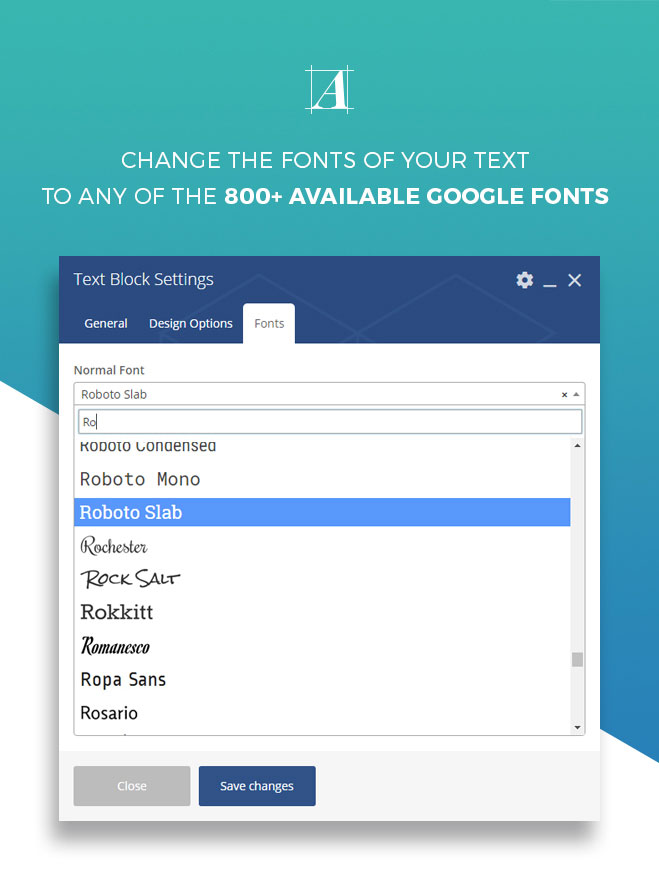 A
CHANGE THE FONTS OF YOUR TEXT
TO ANY OF THE 800+ AVAILABLE GOOGLE FONTS
Text Block Settings
General Design Options Fonts
Normal Font
Roboto Slab
Ro
Roboto Condensed
Roboto Mono
Roboto Slab
Rochester
Rock Salt
Rokkitt
Romanesco
Ropa Sans
Rosario
Close Save changes